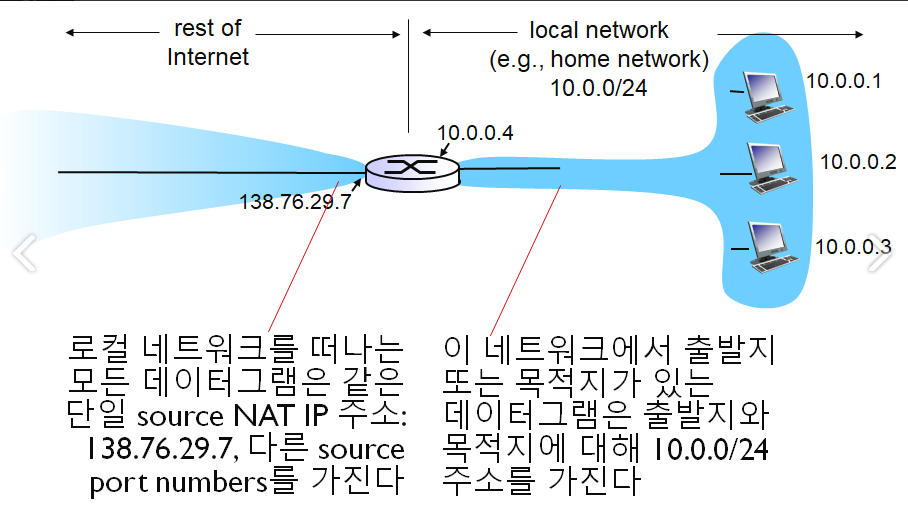 rest of
Internet
local network
(e.g., home network)
10.0.0/24
10.0.0.1
10.0.0.4
10.0.0.2
138.76.29.7
10.0.0.3
로컬 네트워크를 떠나는
모든 데이터그램은 같은
단일 source NAT IP 주소:
138.76.29.7, 다른 source
port numbers를 가진다
이 네트워크에서 출발지
또는 목적지가 있는
데이터그램은 출발지와
목적지에 대해 10.0.0/24
주소를 가진다